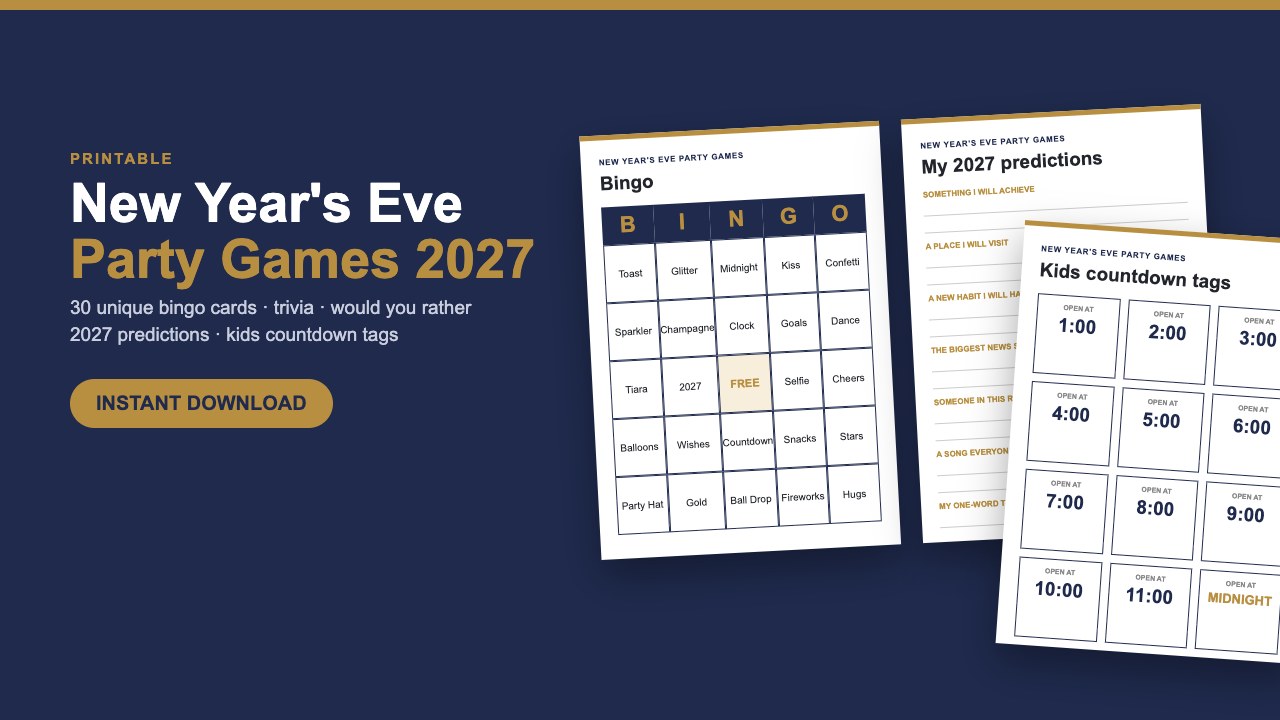 PRINTABLE
New Year's Eve
Party Games 2027
30 unique bingo cards · trivia · would you rather
2027 predictions · kids countdown tags
INSTANT DOWNLOAD
NEW YEAR'S EVE PARTY GAMES
Bingo
B I N G O
Toast Glitter Midnight Kiss Confetti
Sparkler Champagne Clock Goals Dance
Tiara 2027 FREE Selfie Cheers
Balloons Wishes Countdown Snacks Stars
Party Hat Gold Ball Drop Fireworks Hugs
NEW YEAR'S EVE PARTY GAMES
My 2027 predictions
SOMETHING I WILL ACHIEVE
A PLACE I WILL VISIT
A NEW HABIT I WILL
THE BIGGEST NEWS
SOMEONE IN THIS
A SONG
MY ONE-WORD
NEW YEAR'S EVE PARTY GAMES
Kids countdown tags
OPEN AT OPEN AT OPEN AT
1:00 2:00 3:00
OPEN AT OPEN AT OPEN AT
4:00 5:00 6:00
OPEN AT OPEN AT OPEN AT
7:00 8:00 9:00
OPEN AT OPEN AT OPEN AT
10:00 11:00 MIDNIGHT